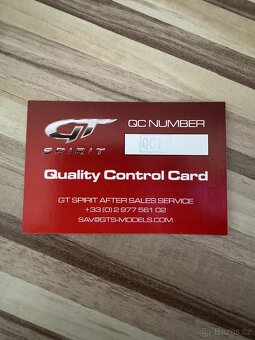 GT
SPIRIT
QC NUMBER
Quality Control Card
GT SPIRIT AFTER SALES SERVICE
+33 (0) 2 977 561 02
SAV@GTS-MODELS.COM